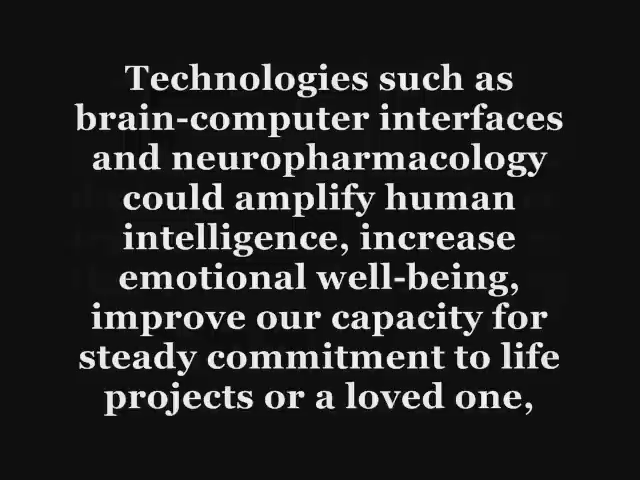 Technologies such as
brain-computer interfaces
and neuropharmacology
could amplify human
intelligence, increase
emotional well-being,
improve our capacity for
steady commitment to life
projects or a loved one,